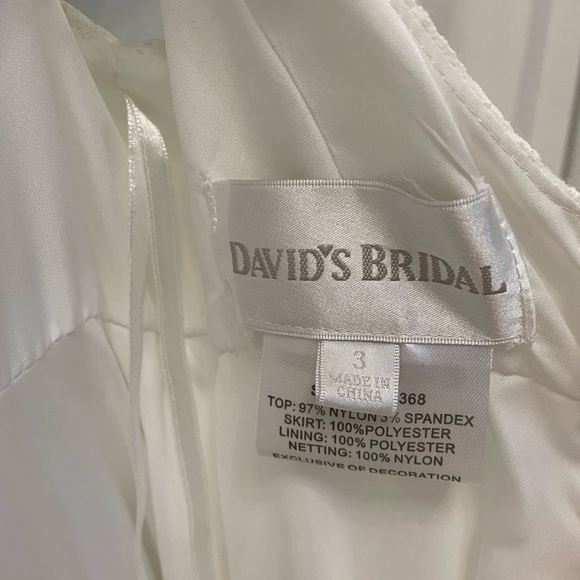 DAVID'S BRIDAL
3
MADE IN
CHINA
S 368
TOP: 97% NYLON 3% SPANDEX
SKIRT: 100%POLYESTER
LINING: 100% POLYESTER
NETTING: 100% NYLON
EXCLUSIVE OF DECORATION